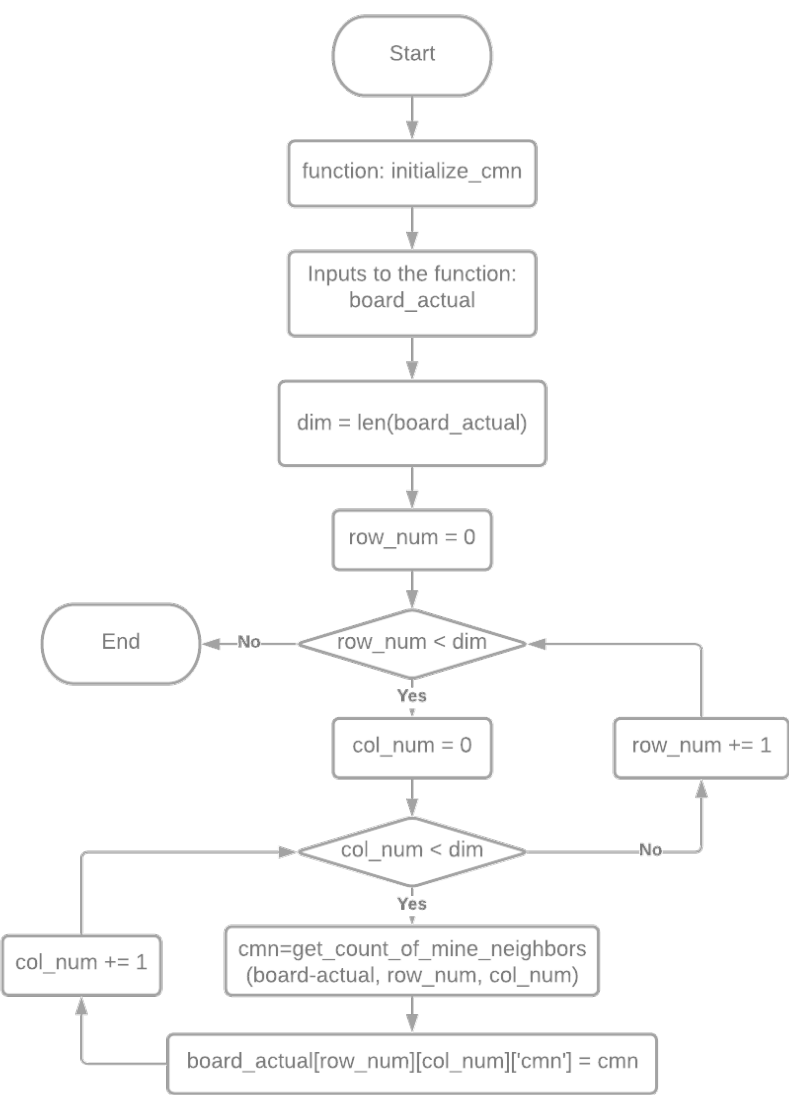 Start
function: initialize_cmn
Inputs to the function:
board_actual
dim = len(board_actual)
row_num = 0
End
No
row_num < dim
Yes
col_num = 0
row_num += 1
col_num < dim
No
Yes
col_num += 1
cmn=get_count_of_mine_neighbors
(board-actual, row_num, col_num)
board_actual[row_num][col_num]['cmn'] = cmn